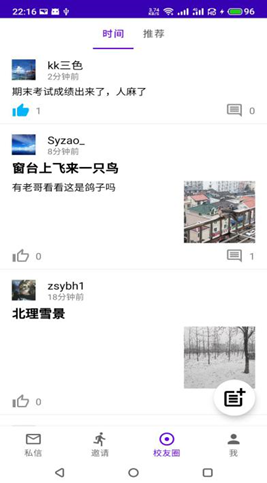 22:16
3.74 KB/s
96
时间 推荐
kk三色
2分钟前
期末考试成绩出来了，人麻了
1 0
Syzao_
8分钟前
窗台上飞来一只鸟
有老哥看看这是鸽子吗
0 1
zsybh1
18分钟前
北理雪景
0
私信 邀请 校友圈 我